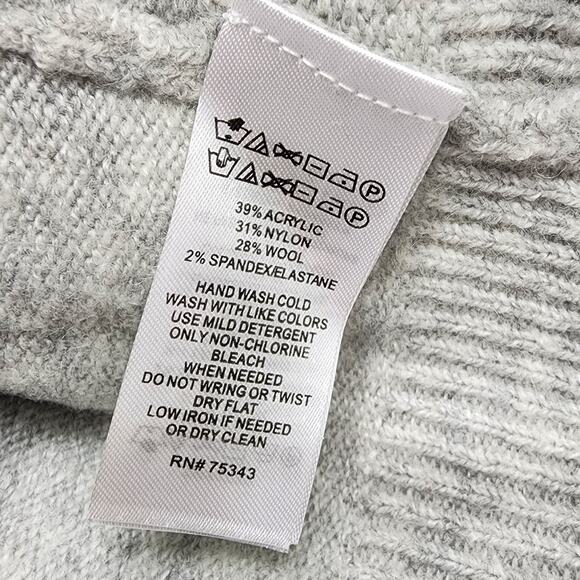 39% ACRYLIC
31% NYLON
28% WOOL
2% SPANDEX/ELASTANE
HAND WASH COLD
WASH WITH LIKE COLORS
USE MILD DETERGENT
ONLY NON-CHLORINE
BLEACH
WHEN NEEDED
DO NOT WRING OR TWIST
DRY FLAT
LOW IRON IF NEEDED
OR DRY CLEAN
RN# 75343